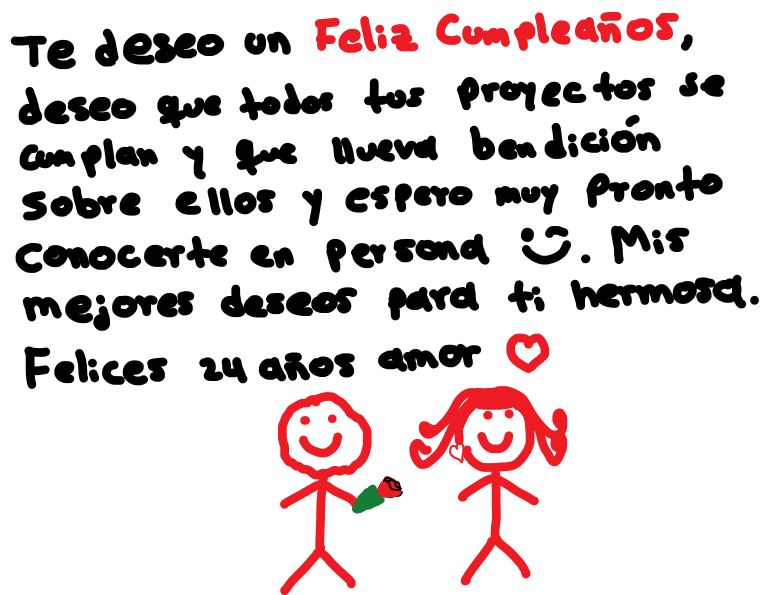 Te deseo un Feliz Cumpleaños,
deseo que todos tus proyectos se
cumplan y que llueva bendición
sobre ellos y espero muy pronto
conocerte en persona. Mis
mejores deseos para ti hermosa.
Felices 24 años amor